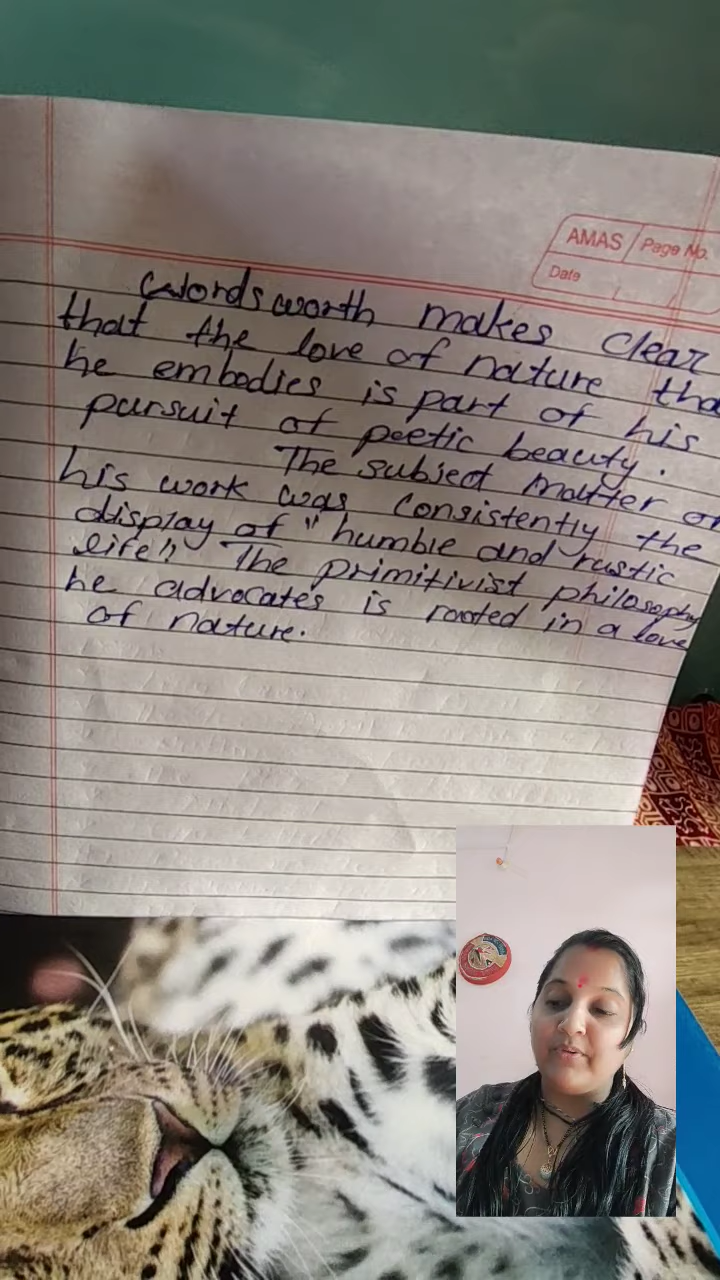 AMAS Page No.
Date
Wordsworth makes clear
that the love of nature tha
he embodies is part of his
pursuit of poetic beauty.
The subject matter of
his work was consistently the
display of "humble and rustic
life" The primitivist philosophy
he advocates is rooted in a love
of nature.